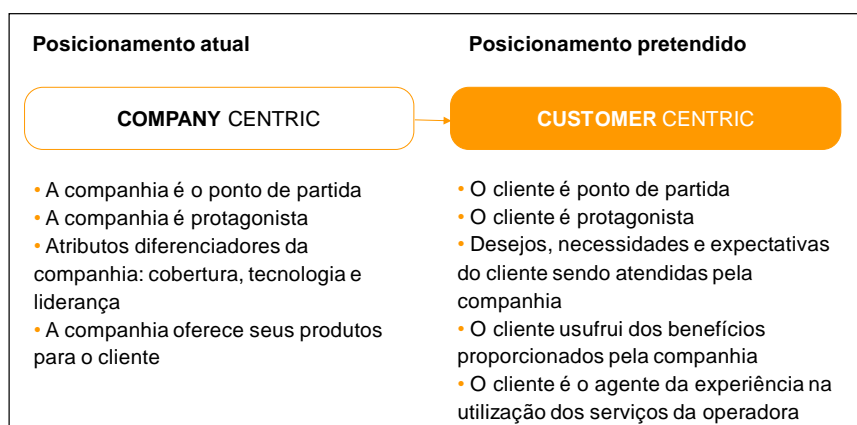 Posicionamento atual
COMPANY CENTRIC
• A companhia é o ponto de partida
• A companhia é protagonista
• Atributos diferenciadores da
companhia: cobertura, tecnologia e
liderança
• A companhia oferece seus produtos
para o cliente
Posicionamento pretendido
CUSTOMER CENTRIC
• O cliente é ponto de partida
• O cliente é protagonista
• Desejos, necessidades e expectativas
do cliente sendo atendidas pela
companhia
• O cliente usufrui dos benefícios
proporcionados pela companhia
• O cliente é o agente da experiência na
utilização dos serviços da operadora